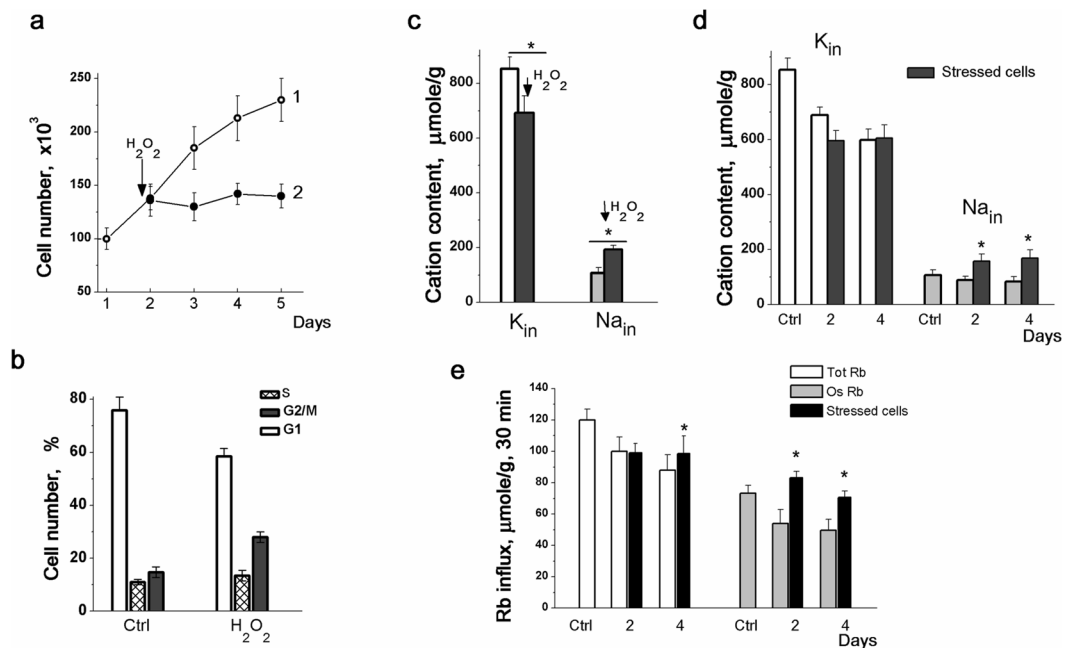 a
Cell number, x10³
250
200
150
100
50
H₂O₂
1
2
1 2 3 4 5
Days
b
Cell number, %
80
60
40
20
0
S
G2/M
G1
Ctrl H₂O₂
c
Cation content, µmole/g
800
600
400
200
0
*
H₂O₂
H₂O₂
*
Kin Nain
d
Cation content, µmole/g
800
600
400
200
0
Kin
Stressed cells
Nain
* *
Ctrl 2 4 Ctrl 2 4
Days
e
Rb influx, µmole/g, 30 min
140
120
100
80
60
40
20
0
Tot Rb
Os Rb
Stressed cells
* * *
Ctrl 2 4 Ctrl 2 4
Days